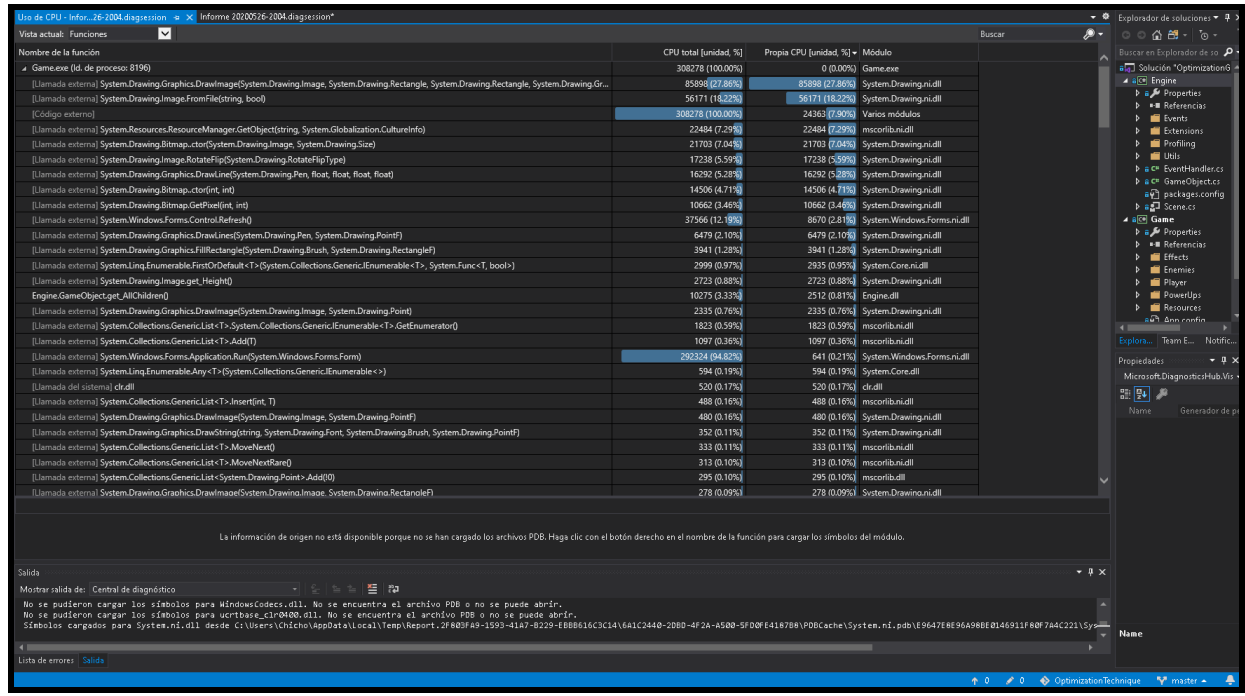 Uso de CPU - Infor...26-2004.diagsession Informe 20200526-2004.diagsession*
Vista actual: Funciones Buscar
Nombre de la función CPU total [unidad, %] Propia CPU [unidad, %] Módulo
Game.exe (Id. de proceso: 8196) 308278 (100.00%) 0 (0.00%) Game.exe
[Llamada externa] System.Drawing.Graphics.DrawImage(System.Drawing.Image, System.Drawing.Rectangle, System.Drawing.Rectangle, System.Drawing.Gr... 85898 (27.86%) 85898 (27.86%) System.Drawing.ni.dll
[Llamada externa] System.Drawing.Image.FromFile(string, bool) 56171 (18.22%) 56171 (18.22%) System.Drawing.ni.dll
[Código externo] 308278 (100.00%) 24363 (7.90%) Varios módulos
[Llamada externa] System.Resources.ResourceManager.GetObject(string, System.Globalization.CultureInfo) 22484 (7.29%) 22484 (7.29%) mscorlib.ni.dll
[Llamada externa] System.Drawing.Bitmap..ctor(System.Drawing.Image, System.Drawing.Size) 21703 (7.04%) 21703 (7.04%) System.Drawing.ni.dll
[Llamada externa] System.Drawing.Image.RotateFlip(System.Drawing.RotateFlipType) 17238 (5.59%) 17238 (5.59%) System.Drawing.ni.dll
[Llamada externa] System.Drawing.Graphics.DrawLine(System.Drawing.Pen, float, float, float, float) 16292 (5.28%) 16292 (5.28%) System.Drawing.ni.dll
[Llamada externa] System.Drawing.Bitmap..ctor(int, int) 14506 (4.71%) 14506 (4.71%) System.Drawing.ni.dll
[Llamada externa] System.Drawing.Bitmap.GetPixel(int, int) 10662 (3.46%) 10662 (3.46%) System.Drawing.ni.dll
[Llamada externa] System.Windows.Forms.Control.Refresh() 37566 (12.19%) 8670 (2.81%) System.Windows.Forms.ni.dll
[Llamada externa] System.Drawing.Graphics.DrawLines(System.Drawing.Pen, System.Drawing.PointF) 6479 (2.10%) 6479 (2.10%) System.Drawing.ni.dll
[Llamada externa] System.Drawing.Graphics.FillRectangle(System.Drawing.Brush, System.Drawing.RectangleF) 3941 (1.28%) 3941 (1.28%) System.Drawing.ni.dll
[Llamada externa] System.Linq.Enumerable.FirstOrDefault<T>(System.Collections.Generic.IEnumerable<T>, System.Func<T, bool>) 2999 (0.97%) 2935 (0.95%) System.Core.ni.dll
[Llamada externa] System.Drawing.Image.get_Height() 2723 (0.88%) 2723 (0.88%) System.Drawing.ni.dll
Engine.GameObject.get_AllChildren() 10275 (3.33%) 2512 (0.81%) Engine.dll
[Llamada externa] System.Drawing.Graphics.DrawImage(System.Drawing.Image, System.Drawing.Point) 2335 (0.76%) 2335 (0.76%) System.Drawing.ni.dll
[Llamada externa] System.Collections.Generic.List<T>.System.Collections.Generic.IEnumerable<T>.GetEnumerator() 1823 (0.59%) 1823 (0.59%) mscorlib.ni.dll
[Llamada externa] System.Collections.Generic.List<T>.Add(T) 1097 (0.36%) 1097 (0.36%) mscorlib.ni.dll
[Llamada externa] System.Windows.Forms.Application.Run(System.Windows.Forms.Form) 292324 (94.82%) 641 (0.21%) System.Windows.Forms.ni.dll
[Llamada externa] System.Linq.Enumerable.Any<T>(System.Collections.Generic.IEnumerable<>) 594 (0.19%) 594 (0.19%) System.Core.dll
[Llamada del sistema] clr.dll 520 (0.17%) 520 (0.17%) clr.dll
[Llamada externa] System.Collections.Generic.List<T>.Insert(int, T) 488 (0.16%) 488 (0.16%) mscorlib.ni.dll
[Llamada externa] System.Drawing.Graphics.DrawImage(System.Drawing.Image, System.Drawing.PointF) 480 (0.16%) 480 (0.16%) System.Drawing.ni.dll
[Llamada externa] System.Drawing.Graphics.DrawString(string, System.Drawing.Font, System.Drawing.Brush, System.Drawing.PointF) 352 (0.11%) 352 (0.11%) System.Drawing.ni.dll
[Llamada externa] System.Collections.Generic.List<T>.MoveNext() 333 (0.11%) 333 (0.11%) mscorlib.ni.dll
[Llamada externa] System.Collections.Generic.List<T>.MoveNextRare() 313 (0.10%) 313 (0.10%) mscorlib.ni.dll
[Llamada externa] System.Collections.Generic.List<System.Drawing.Point>.Add(!0) 295 (0.10%) 295 (0.10%) mscorlib.dll
[Llamada externa] System.Drawing.Graphics.DrawImage(System.Drawing.Image, System.Drawing.RectangleF) 278 (0.09%) 278 (0.09%) System.Drawing.ni.dll
La información de origen no está disponible porque no se han cargado los archivos PDB. Haga clic con el botón derecho en el nombre de la función para cargar los símbolos del módulo.
Salida
Mostrar salida de: Central de diagnóstico
No se pudieron cargar los símbolos para WindowsCodecs.dll. No se encuentra el archivo PDB o no se puede abrir.
No se pudieron cargar los símbolos para ucrtbase_clr0400.dll. No se encuentra el archivo PDB o no se puede abrir.
Símbolos cargados para System.ni.dll desde
Lista de errores Salida
Explorador de soluciones
Buscar en Explorador de so
Solución "OptimizationG
Engine
Properties
Referencias
Events
Extensions
Profiling
Utils
EventHandler.cs
GameObject.cs
packages.config
Scene.cs
Game
Properties
Referencias
Effects
Enemies
Player
PowerUps
Resources
App.config
Explora... Team E... Notific...
Propiedades
Microsoft.DiagnosticsHub.Vis
Name Generador de pe
Name
0 0 OptimizationTechnique master